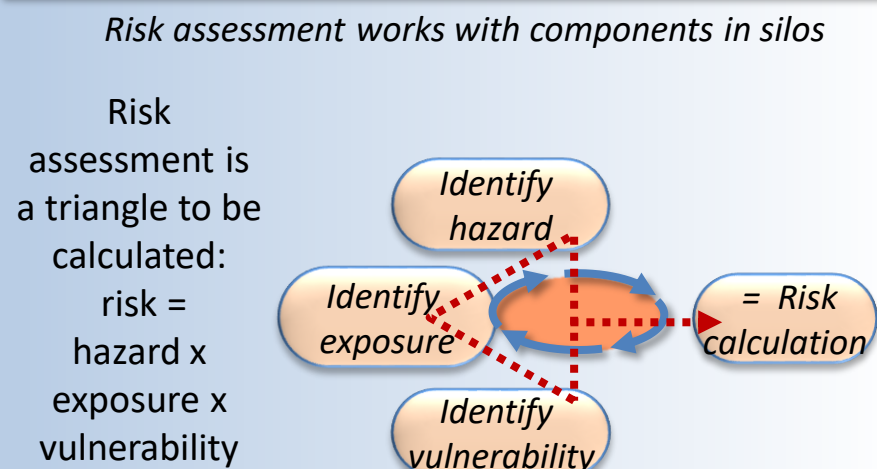 Risk assessment works with components in silos
Risk
assessment is
a triangle to be
calculated:
risk =
hazard x
exposure x
vulnerability
Identify
hazard
Identify
exposure
= Risk
calculation
Identify
vulnerability